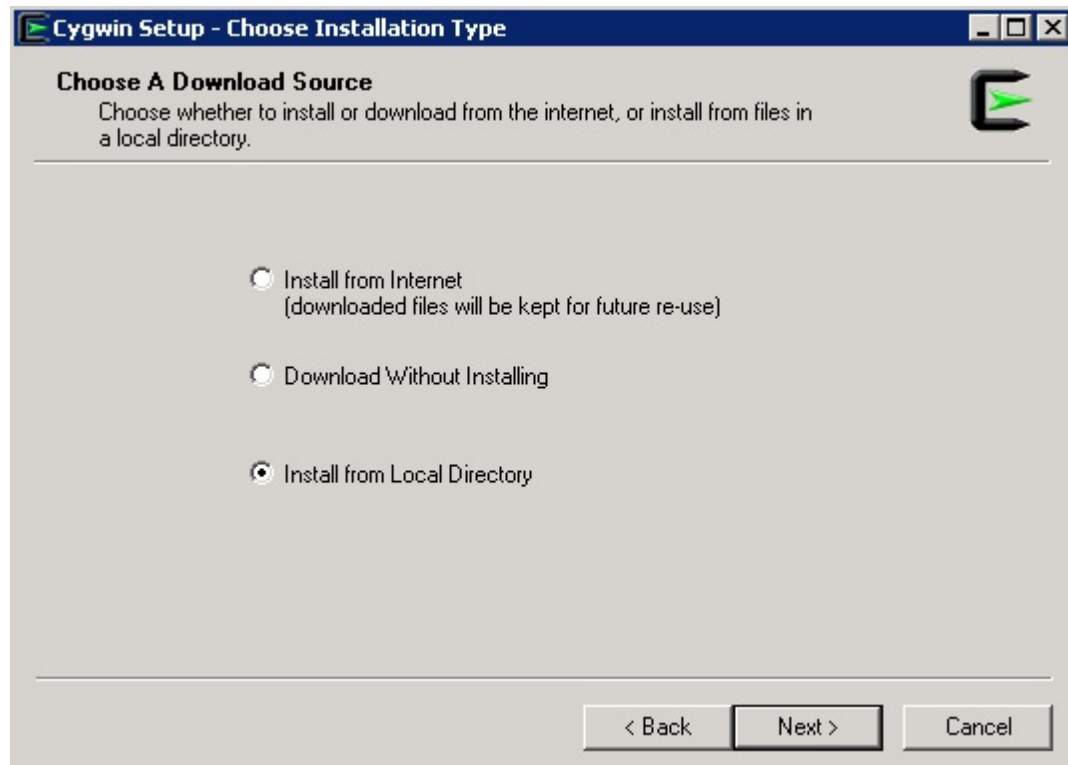 Cygwin Setup - Choose Installation Type
Choose A Download Source
Choose whether to install or download from the internet, or install from files in
a local directory.
Install from Internet
(downloaded files will be kept for future re-use)
Download Without Installing
Install from Local Directory
< Back Next > Cancel